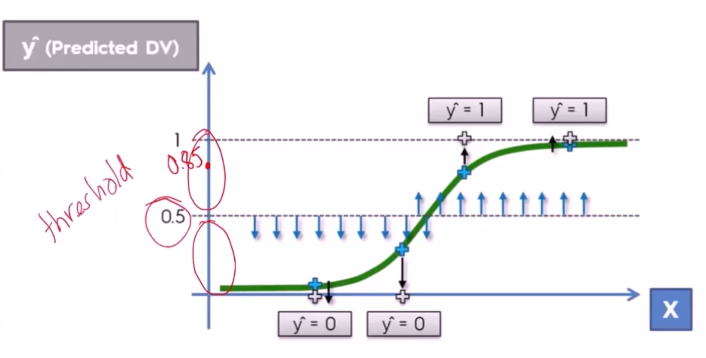 ŷ (Predicted DV)
ŷ = 1
ŷ = 1
1
0.85
threshold
0.5
X
ŷ = 0
ŷ = 0